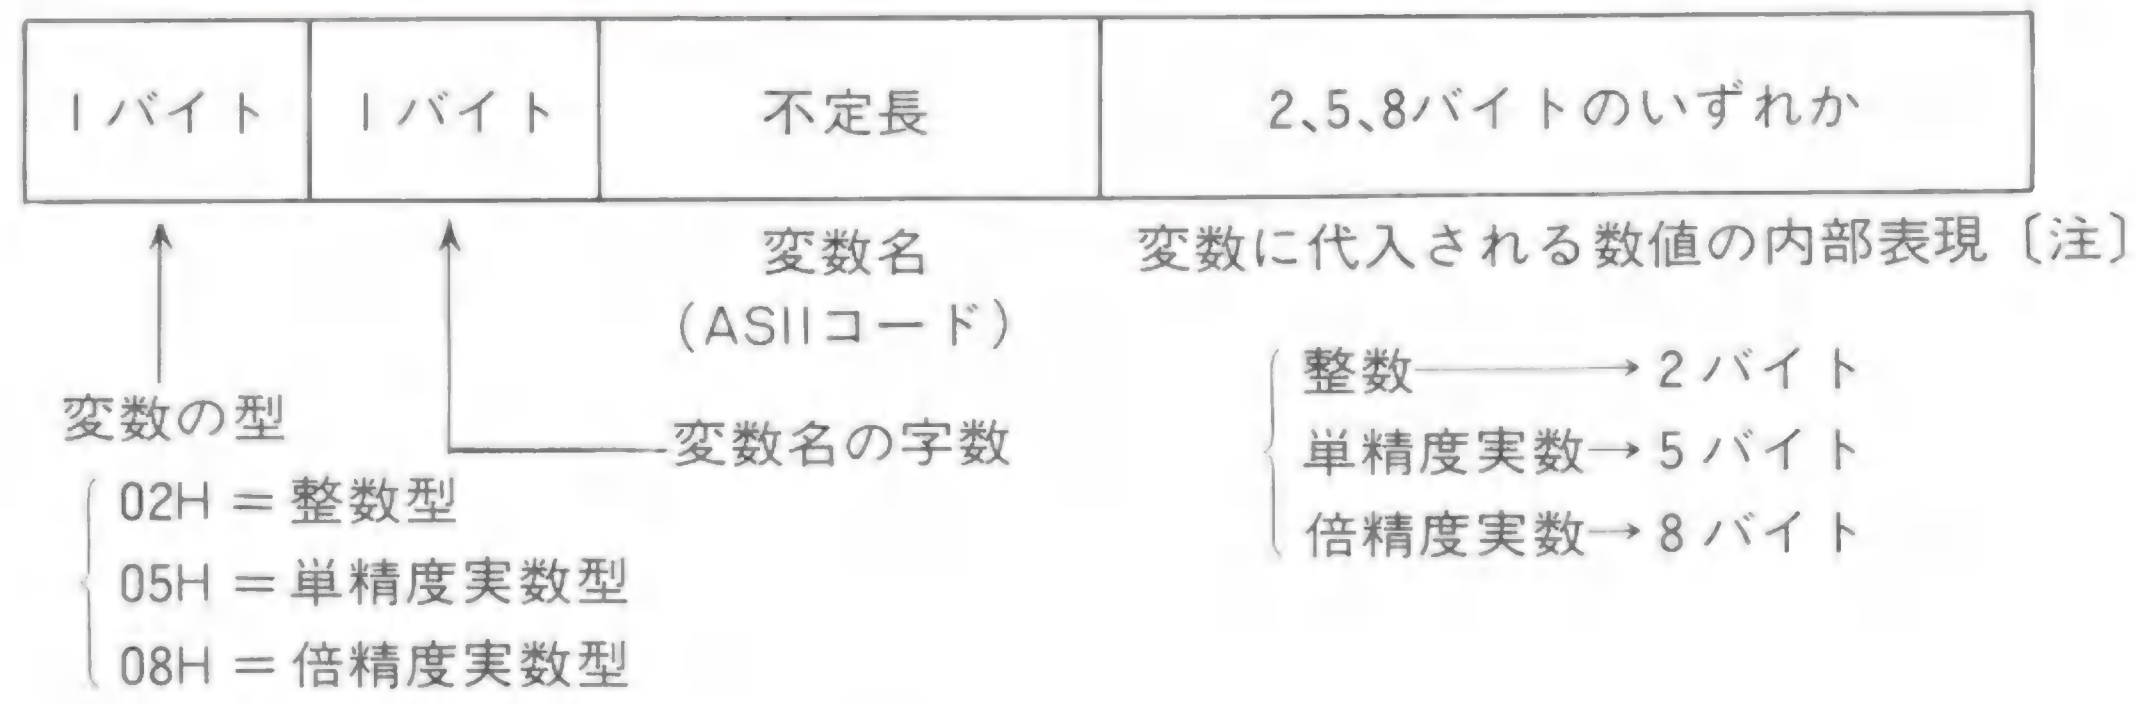 1バイト
1バイト
不定長
2、5、8バイトのいずれか
変数名
(ASIIコード)
変数に代入される数値の内部表現〔注〕
変数の型
02H = 整数型
05H = 単精度実数型
08H = 倍精度実数型
変数名の字数
整数→2バイト
単精度実数→5バイト
倍精度実数→8バイト